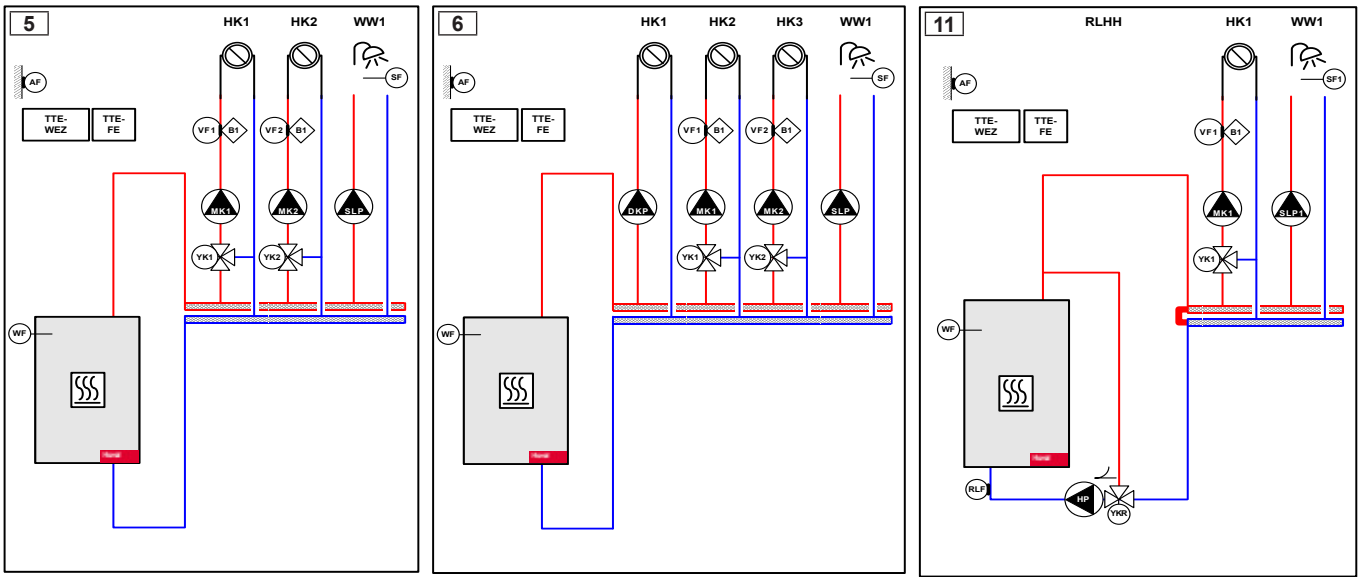 5
HK1 HK2 WW1
AF
SF
TTE-
WEZ
TTE-
FE
VF1 B1 VF2 B1
MK1 MK2 SLP
YK1 YK2
WF
6
HK1 HK2 HK3 WW1
AF
SF
TTE-
WEZ
TTE-
FE
VF1 B1 VF2 B1
DKP MK1 MK2 SLP
YK1 YK2
WF
11
RLHH HK1 WW1
AF
SF1
TTE-
WEZ
TTE-
FE
VF1 B1
MK1 SLP1
YK1
WF
RLF
HP
YKR